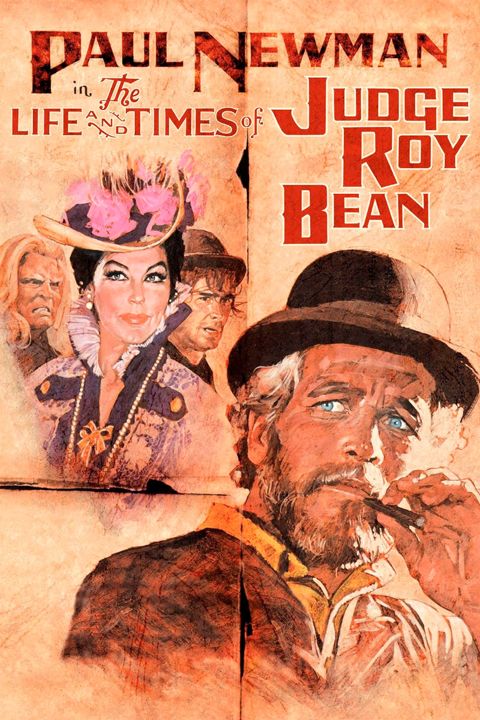 PAUL NEWMAN
in The
LIFE AND TIMES of
JUDGE
ROY
BEAN